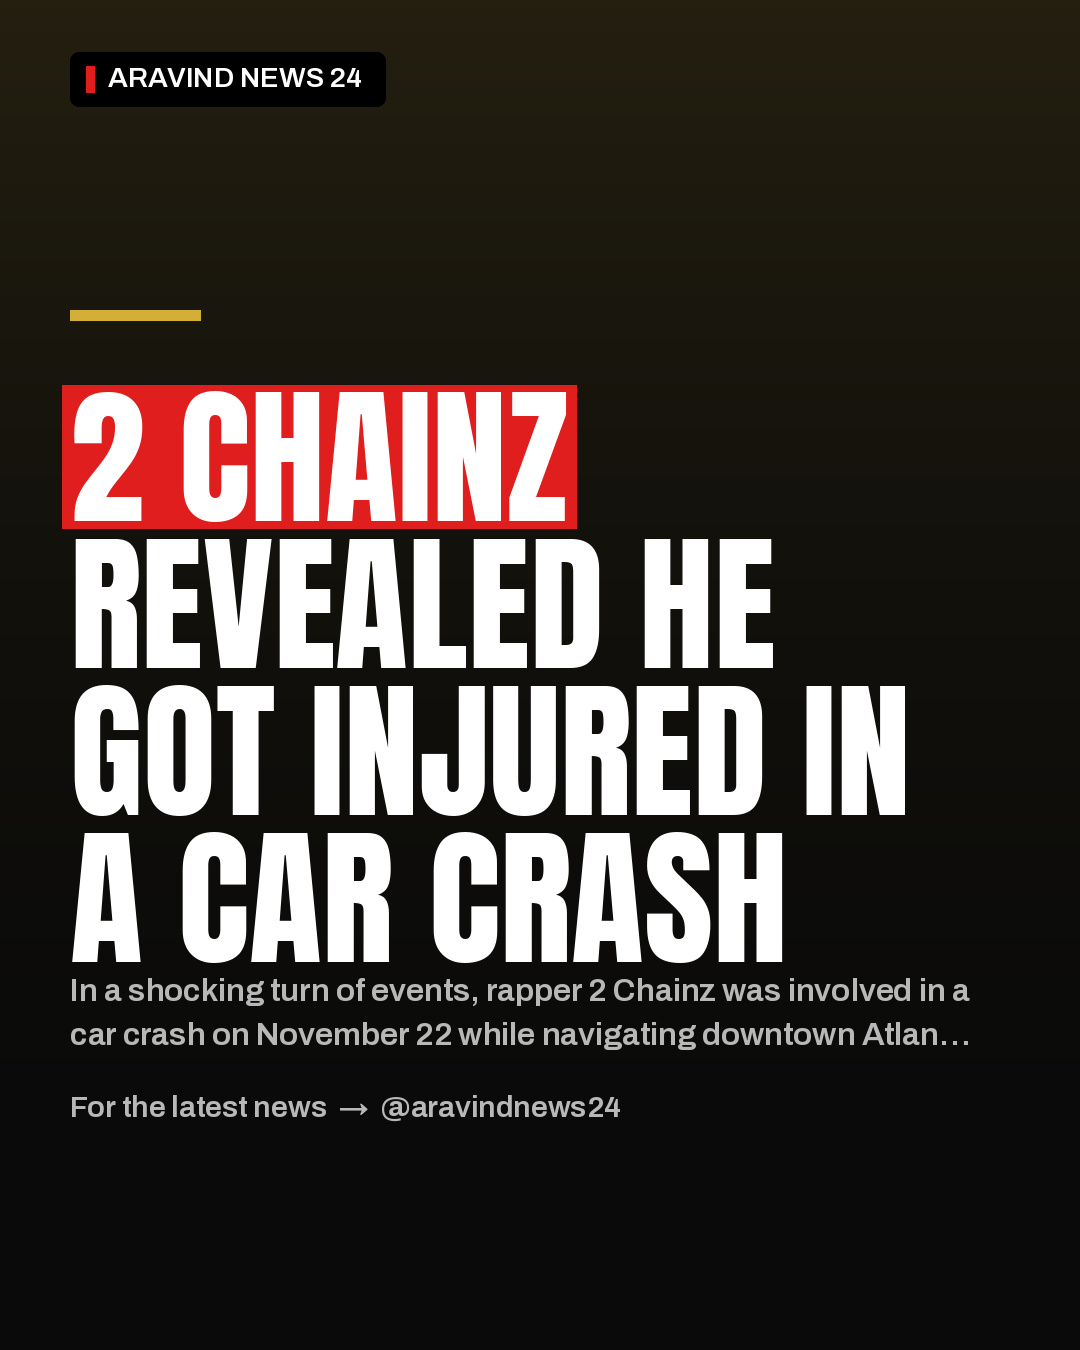 ARAVIND NEWS 24
2 CHAINZ
REVEALED HE
GOT INJURED IN
A CAR CRASH
In a shocking turn of events, rapper 2 Chainz was involved in a
car crash on November 22 while navigating downtown Atlan...
For the latest news → @aravindnews24